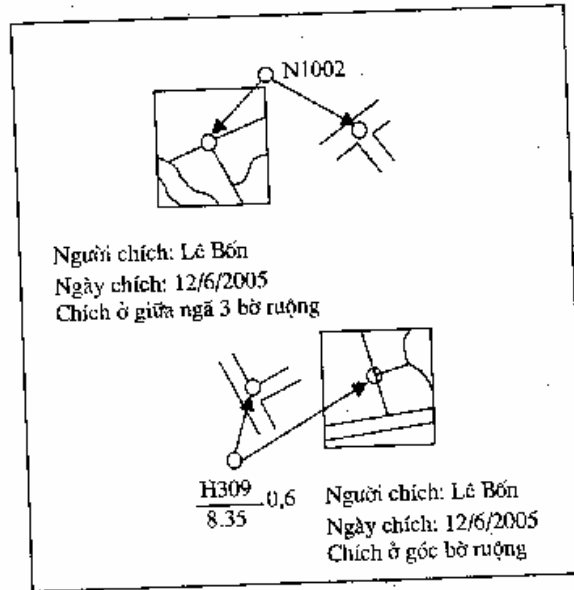 N1002
Người chích: Lê Bốn
Ngày chích: 12/6/2005
Chích ở giữa ngã 3 bờ ruộng
H309
8.35
0,6
Người chích: Lê Bốn
Ngày chích: 12/6/2005
Chích ở góc bờ ruộng